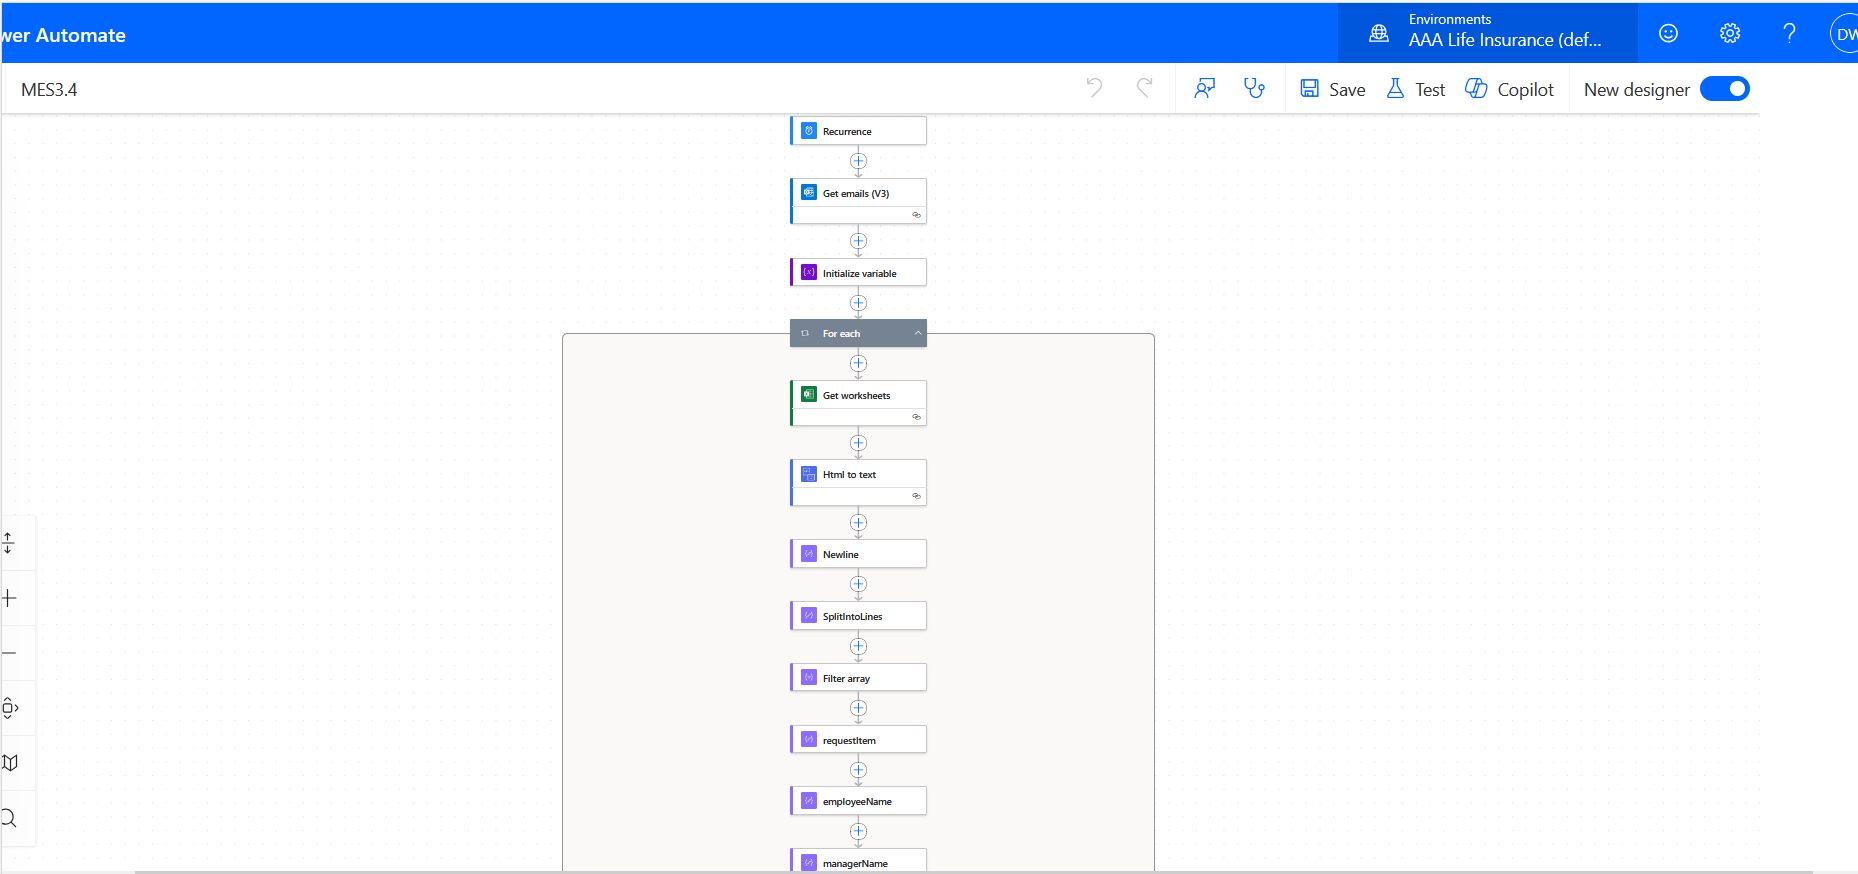 wer Automate
Environments
AAA Life Insurance (def...
DW
MES3.4
Save
Test
Copilot
New designer
Recurrence
Get emails (V3)
Initialize variable
For each
Get worksheets
Html to text
Newline
SplitIntoLines
Filter array
requestItem
employeeName
managerName